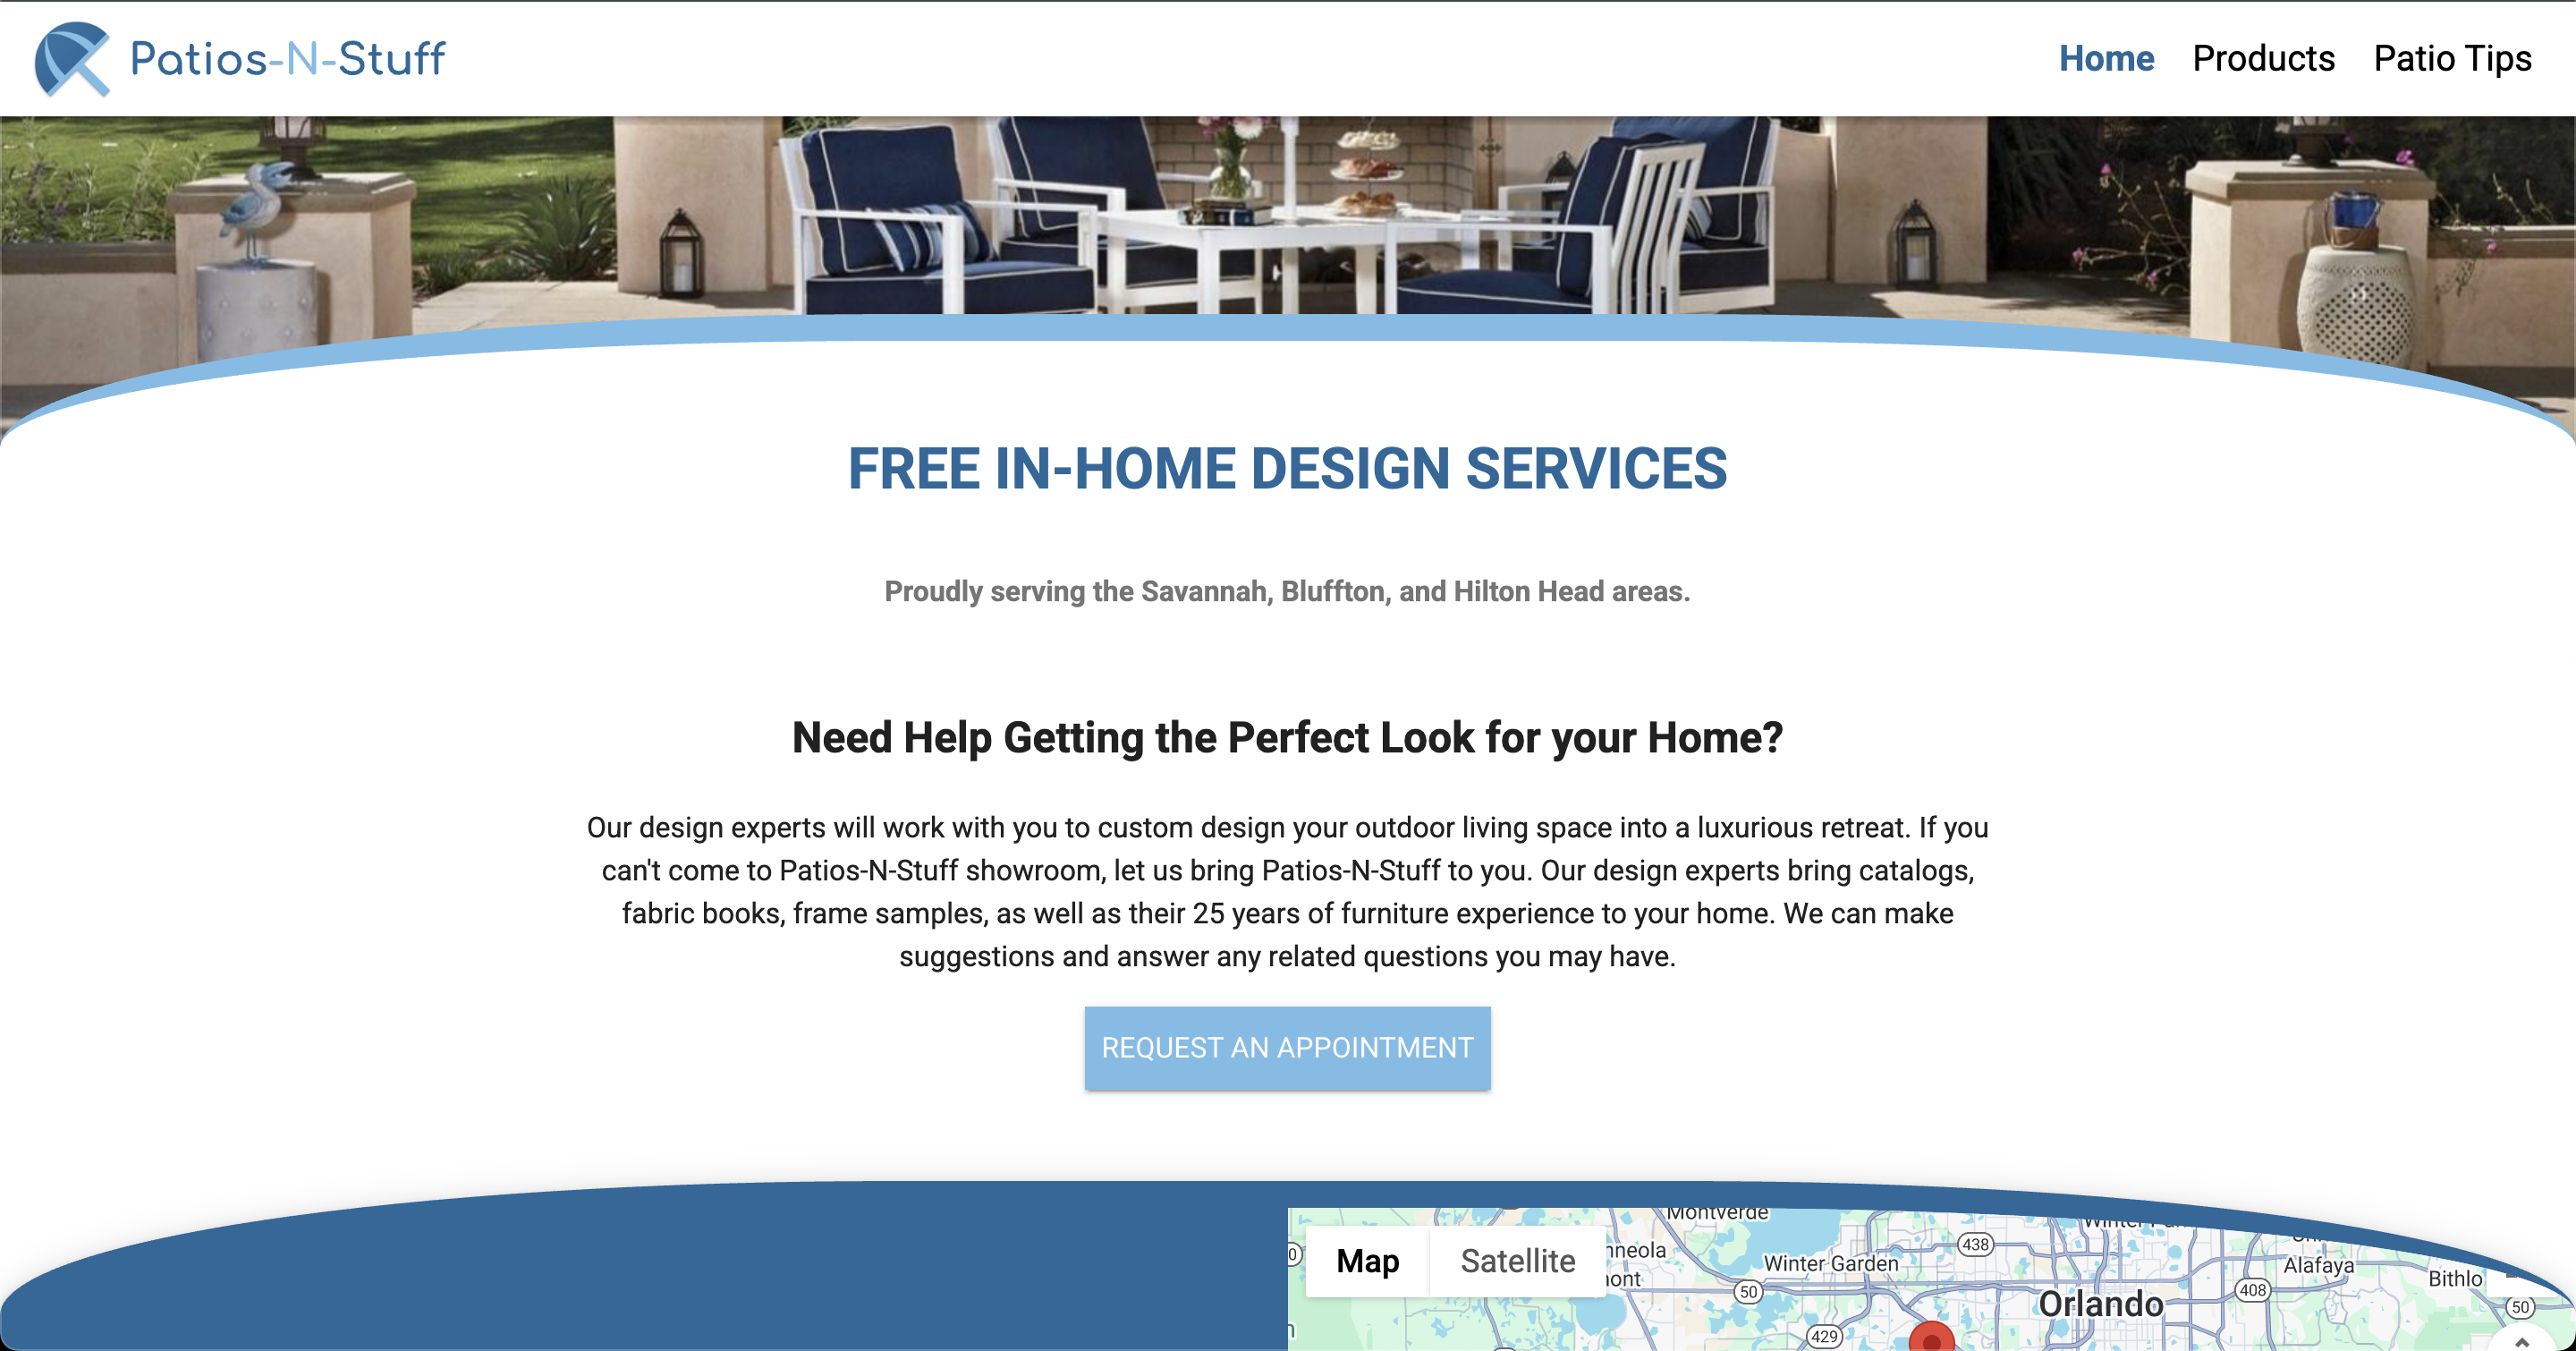 Patios-N-Stuff
Home
Products
Patio Tips
FREE IN-HOME DESIGN SERVICES
Proudly serving the Savannah, Bluffton, and Hilton Head areas.
Need Help Getting the Perfect Look for your Home?
Our design experts will work with you to custom design your outdoor living space into a luxurious retreat. If you
can't come to Patios-N-Stuff showroom, let us bring Patios-N-Stuff to you. Our design experts bring catalogs,
fabric books, frame samples, as well as their 25 years of furniture experience to your home. We can make
suggestions and answer any related questions you may have.
REQUEST AN APPOINTMENT
Montverde
438
Map
Satellite
nneola
Winter Garden
Alafaya
ont
Bithlo
50
408
Orlando
50
429